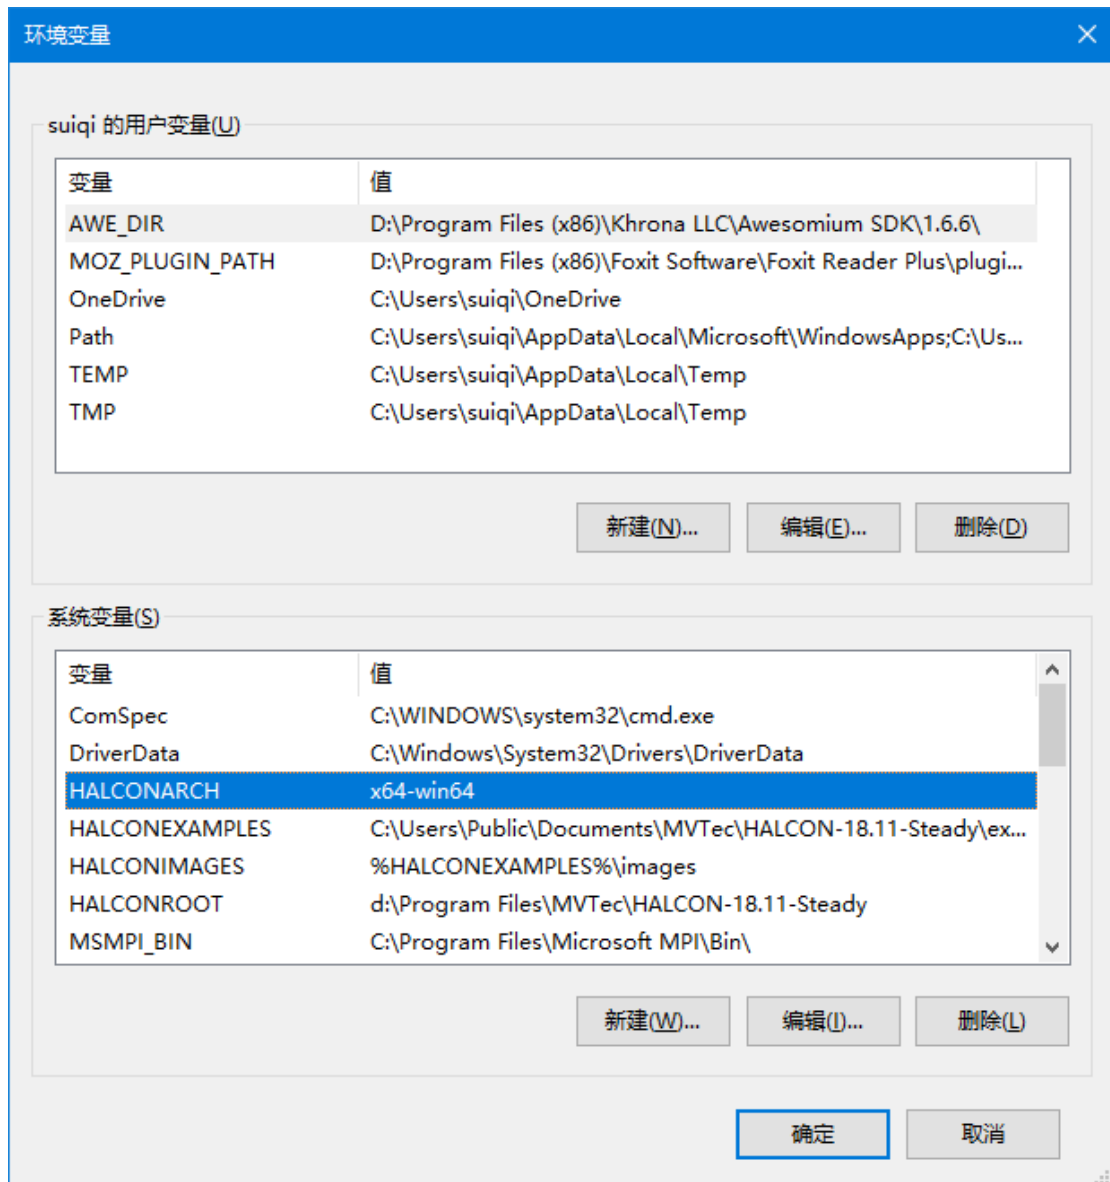 环境变量
suiqi 的用户变量(U)
变量 值
AWE_DIR D:\Program Files (x86)\Khrona LLC\Awesomium SDK\1.6.6\
MOZ_PLUGIN_PATH D:\Program Files (x86)\Foxit Software\Foxit Reader Plus\plugi...
OneDrive C:\Users\suiqi\OneDrive
Path C:\Users\suiqi\AppData\Local\Microsoft\WindowsApps;C:\Us...
TEMP C:\Users\suiqi\AppData\Local\Temp
TMP C:\Users\suiqi\AppData\Local\Temp
新建(N)... 编辑(E)... 删除(D)
系统变量(S)
变量 值
ComSpec C:\WINDOWS\system32\cmd.exe
DriverData C:\Windows\System32\Drivers\DriverData
HALCONARCH x64-win64
HALCONEXAMPLES C:\Users\Public\Documents\MVTec\HALCON-18.11-Steady\ex...
HALCONIMAGES %HALCONEXAMPLES%\images
HALCONROOT d:\Program Files\MVTec\HALCON-18.11-Steady
MSMPI_BIN C:\Program Files\Microsoft MPI\Bin\
新建(W)... 编辑(I)... 删除(L)
确定 取消